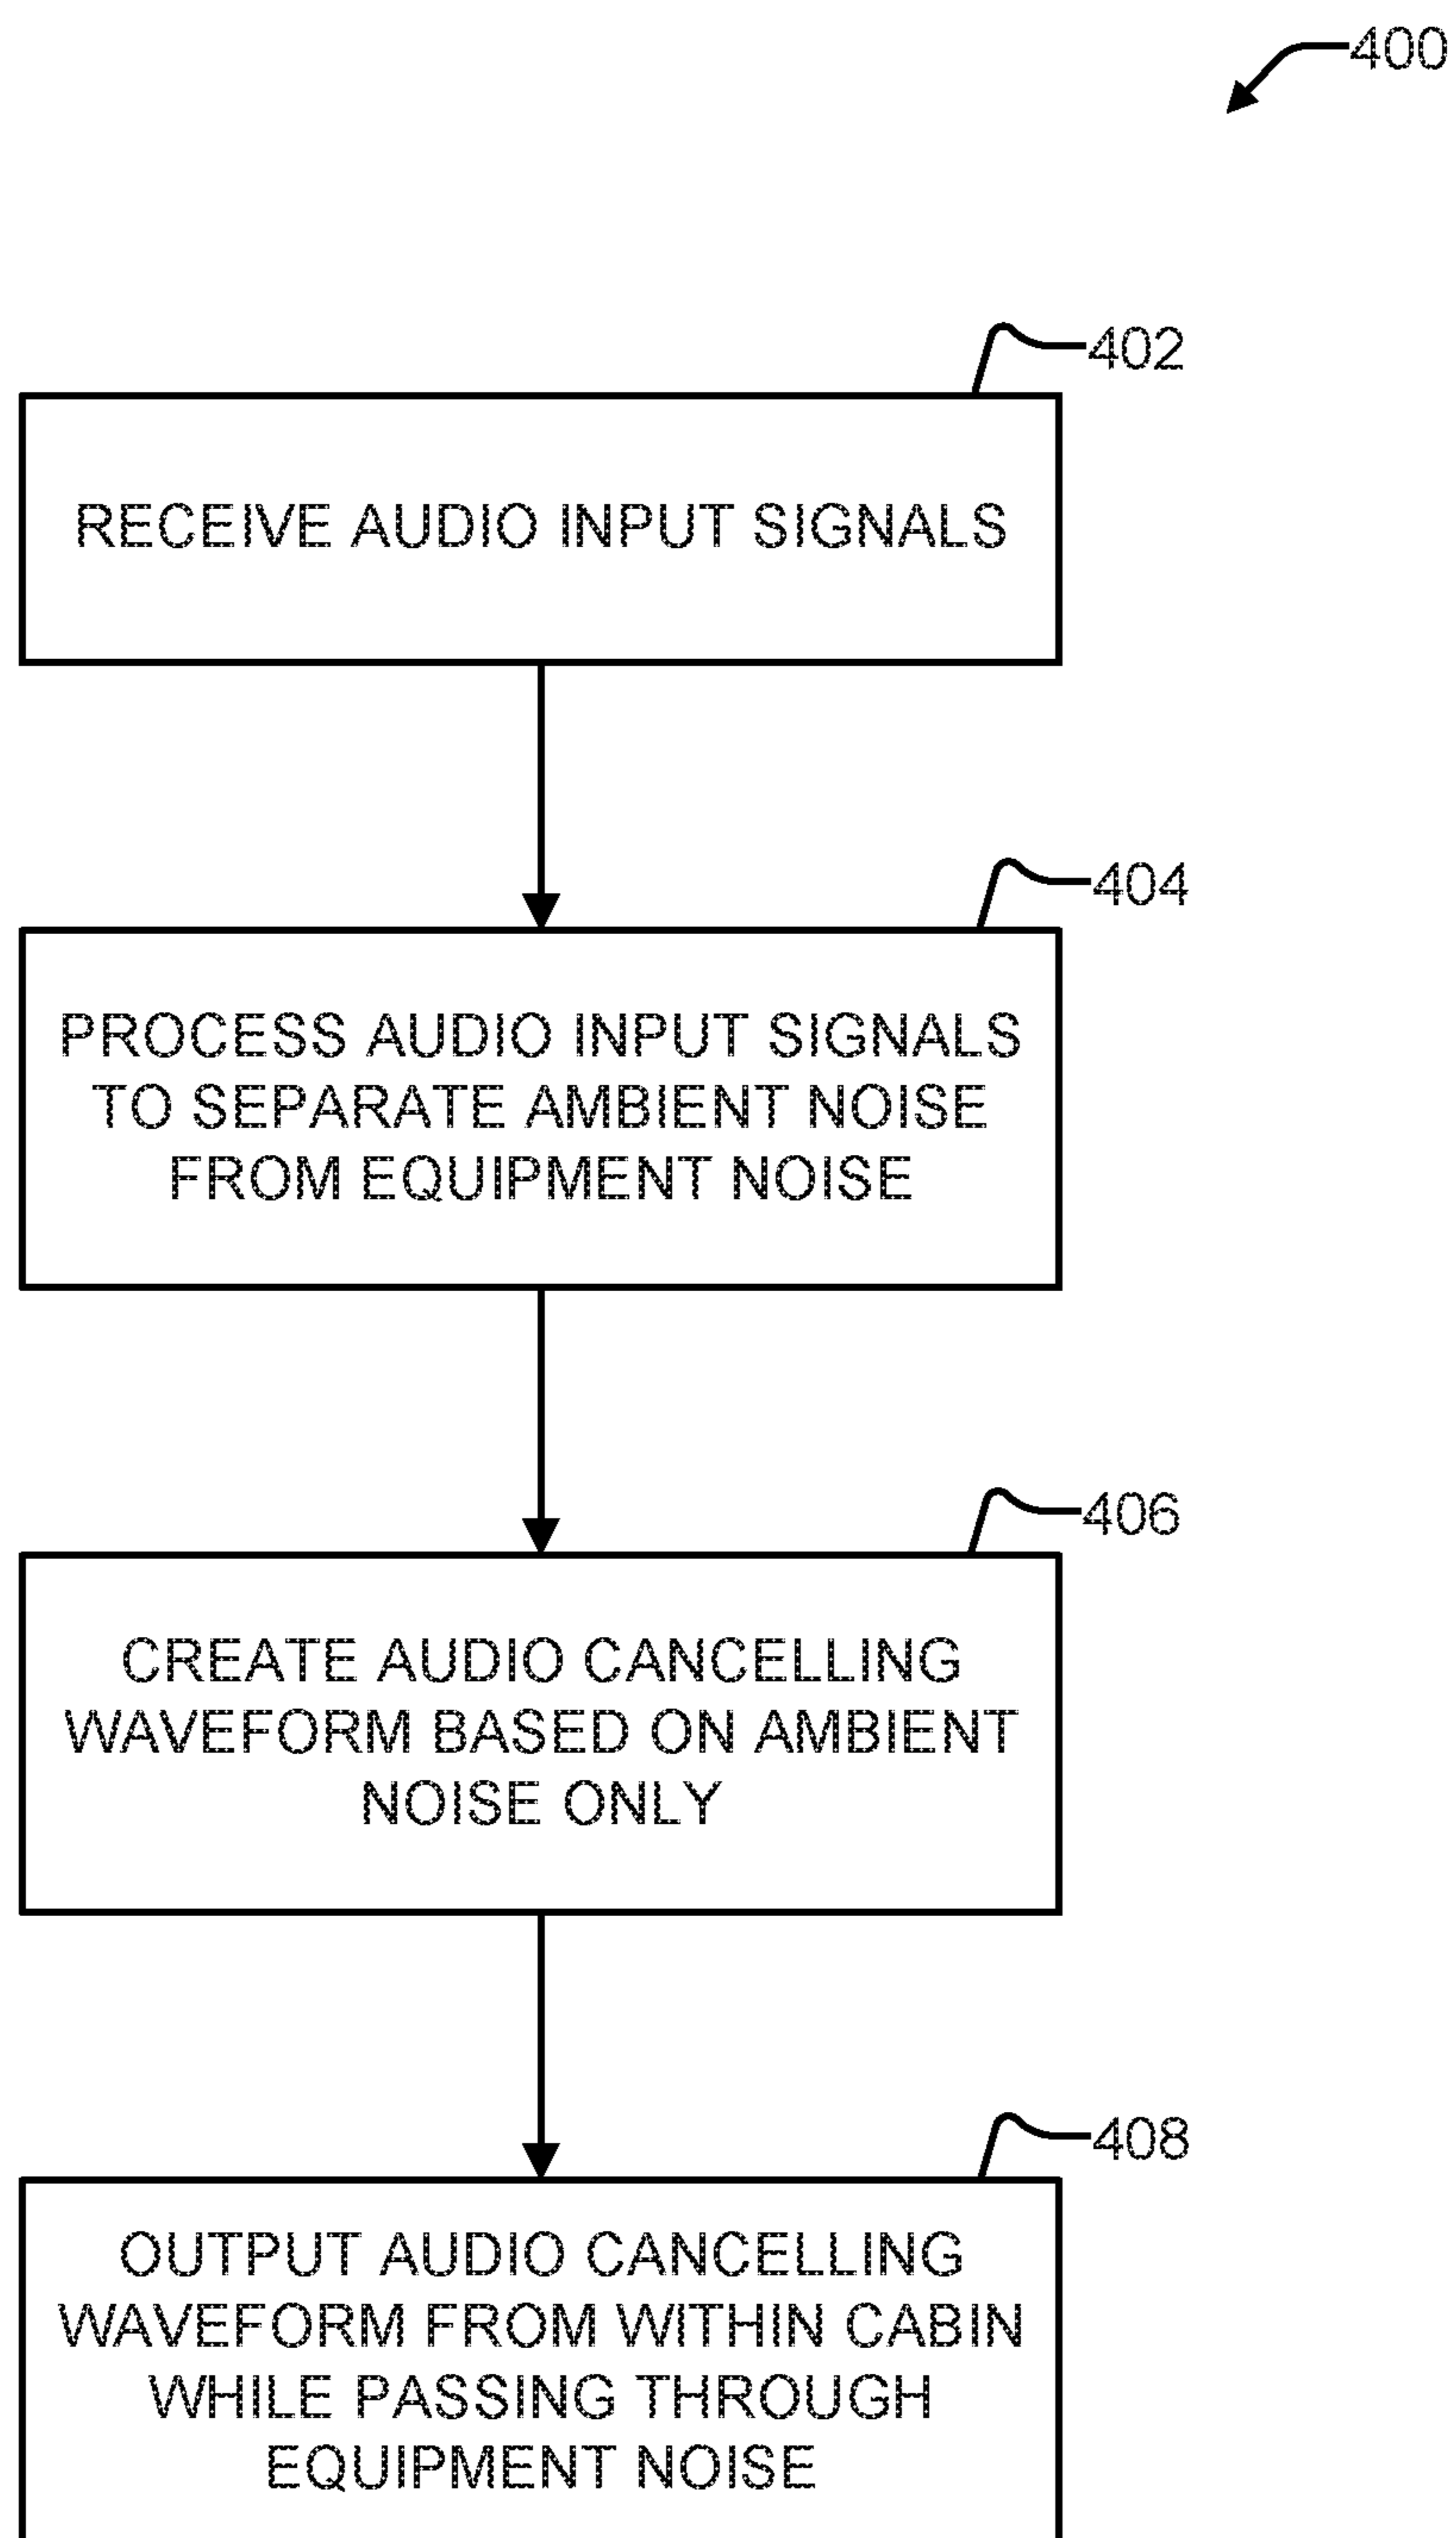 400
402
RECEIVE AUDIO INPUT SIGNALS
404
PROCESS AUDIO INPUT SIGNALS
TO SEPARATE AMBIENT NOISE
FROM EQUIPMENT NOISE
406
CREATE AUDIO CANCELLING
WAVEFORM BASED ON AMBIENT
NOISE ONLY
408
OUTPUT AUDIO CANCELLING
WAVEFORM FROM WITHIN CABIN
WHILE PASSING THROUGH
EQUIPMENT NOISE